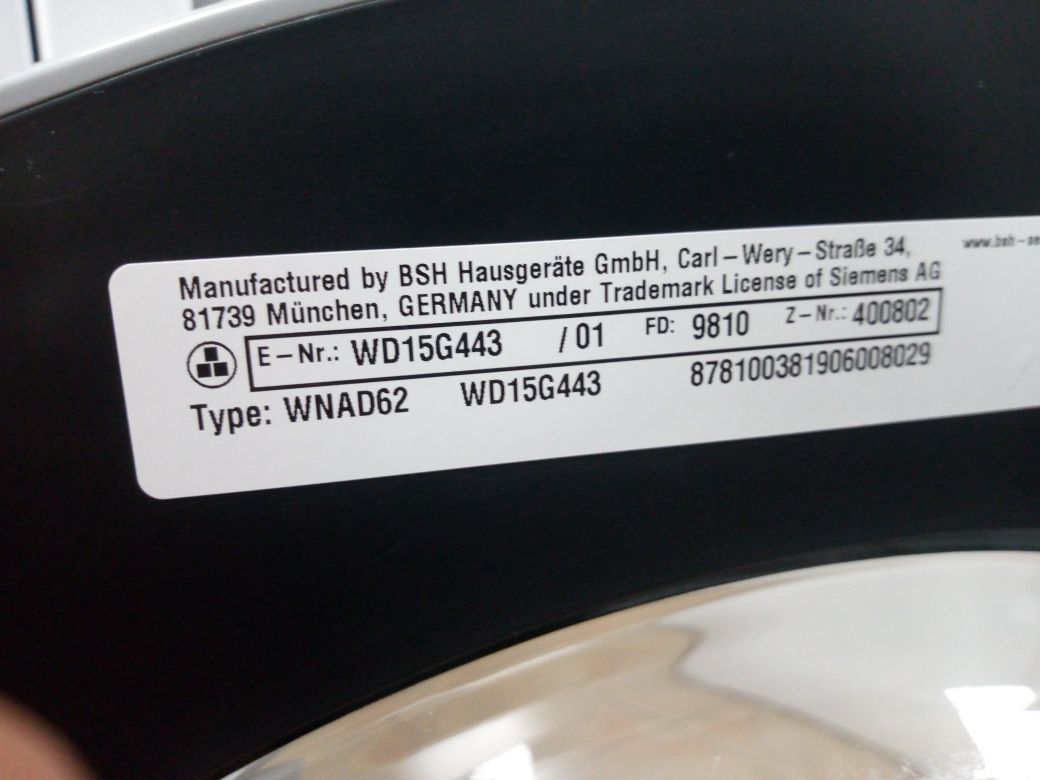 Manufactured by BSH Hausgeräte GmbH, Carl–Wery–Straße 34,
81739 München, GERMANY under Trademark License of Siemens AG
E–Nr.: WD15G443 / 01 FD: 9810 Z–Nr.: 400802
Type: WNAD62 WD15G443 878100381906008029